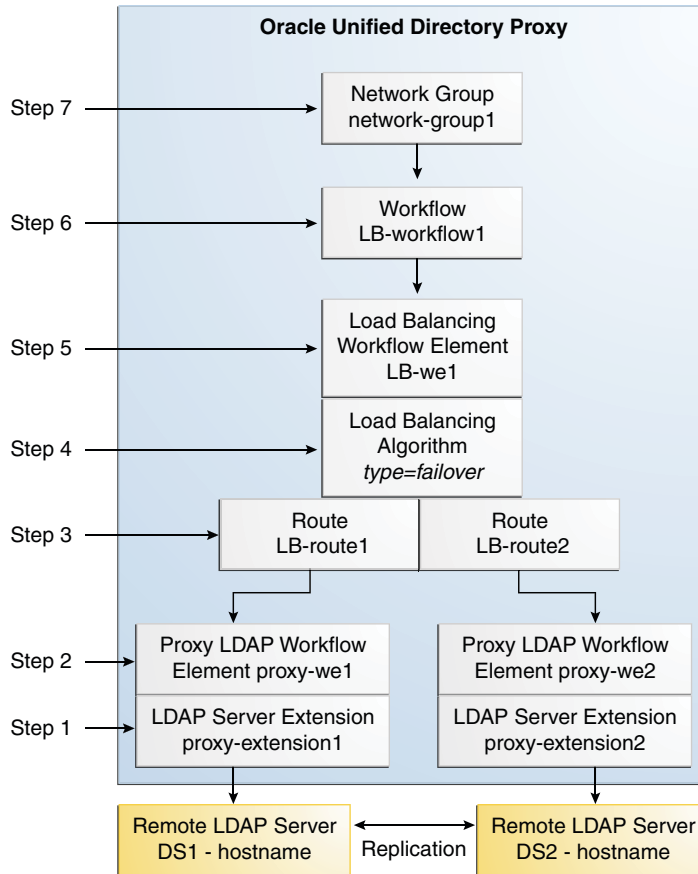 Oracle Unified Directory Proxy
Step 7
Network Group
network-group1
Step 6
Workflow
LB-workflow1
Step 5
Load Balancing
Workflow Element
LB-we1
Step 4
Load Balancing
Algorithm
type=failover
Step 3
Route
LB-route1
Route
LB-route2
Step 2
Proxy LDAP Workflow
Element proxy-we1
Proxy LDAP Workflow
Element proxy-we2
Step 1
LDAP Server Extension
proxy-extension1
LDAP Server Extension
proxy-extension2
Remote LDAP Server
DS1 - hostname
Replication
Remote LDAP Server
DS2 - hostname